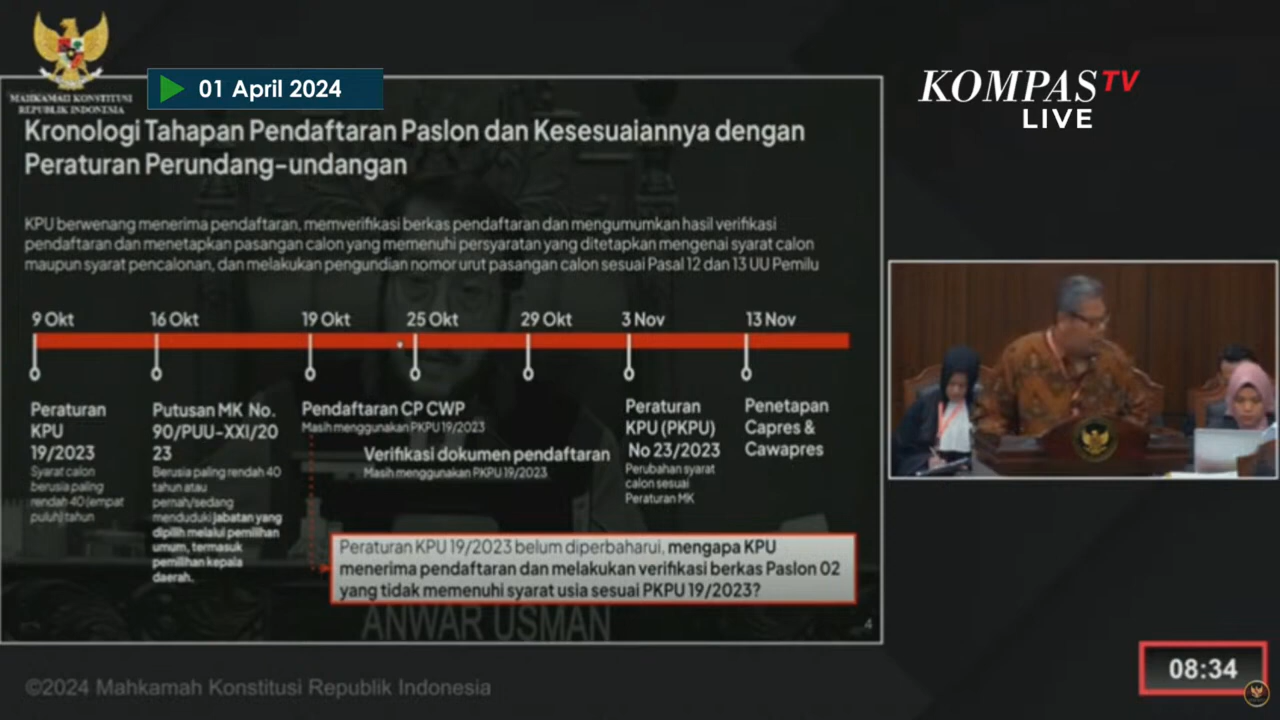 MAHKAMAH KONSTITUSI
REPUBLIK INDONESIA
01 April 2024
KOMPAS TV
LIVE
Kronologi Tahapan Pendaftaran Paslon dan Kesesuaiannya dengan
Peraturan Perundang-undangan
KPU berwenang menerima pendaftaran, memverifikasi berkas pendaftaran dan mengumumkan hasil verifikasi
pendaftaran dan menetapkan pasangan calon yang memenuhi persyaratan yang ditetapkan mengenai syarat calon
maupun syarat pencalonan, dan melakukan pengundian nomor urut pasangan calon sesuai Pasal 12 dan 13 UU Pemilu
9 Okt
16 Okt
19 Okt
25 Okt
29 Okt
3 Nov
13 Nov
Peraturan
KPU
19/2023
Syarat calon
berusia paling
rendah 40 (empat
puluh) tahun
Putusan MK No.
90/PUU-XXI/20
23
Berusia paling rendah 40
tahun atau
pernah/sedang
menduduki jabatan yang
dipilih melalui pemilihan
umum, termasuk
pemilihan kepala
daerah.
Pendaftaran CP CWP
Masih menggunakan PKPU 19/2023
Verifikasi dokumen pendaftaran
Masih menggunakan PKPU 19/2023
Peraturan
KPU (PKPU)
No 23/2023
Perubahan syarat
calon sesuai
Peraturan MK
Penetapan
Capres &
Cawapres
Peraturan KPU 19/2023 belum diperbaharui, mengapa KPU
menerima pendaftaran dan melakukan verifikasi berkas Paslon 02
yang tidak memenuhi syarat usia sesuai PKPU 19/2023?
ANWAR USMAN
4
©2024 Mahkamah Konstitusi Republik Indonesia
08:34